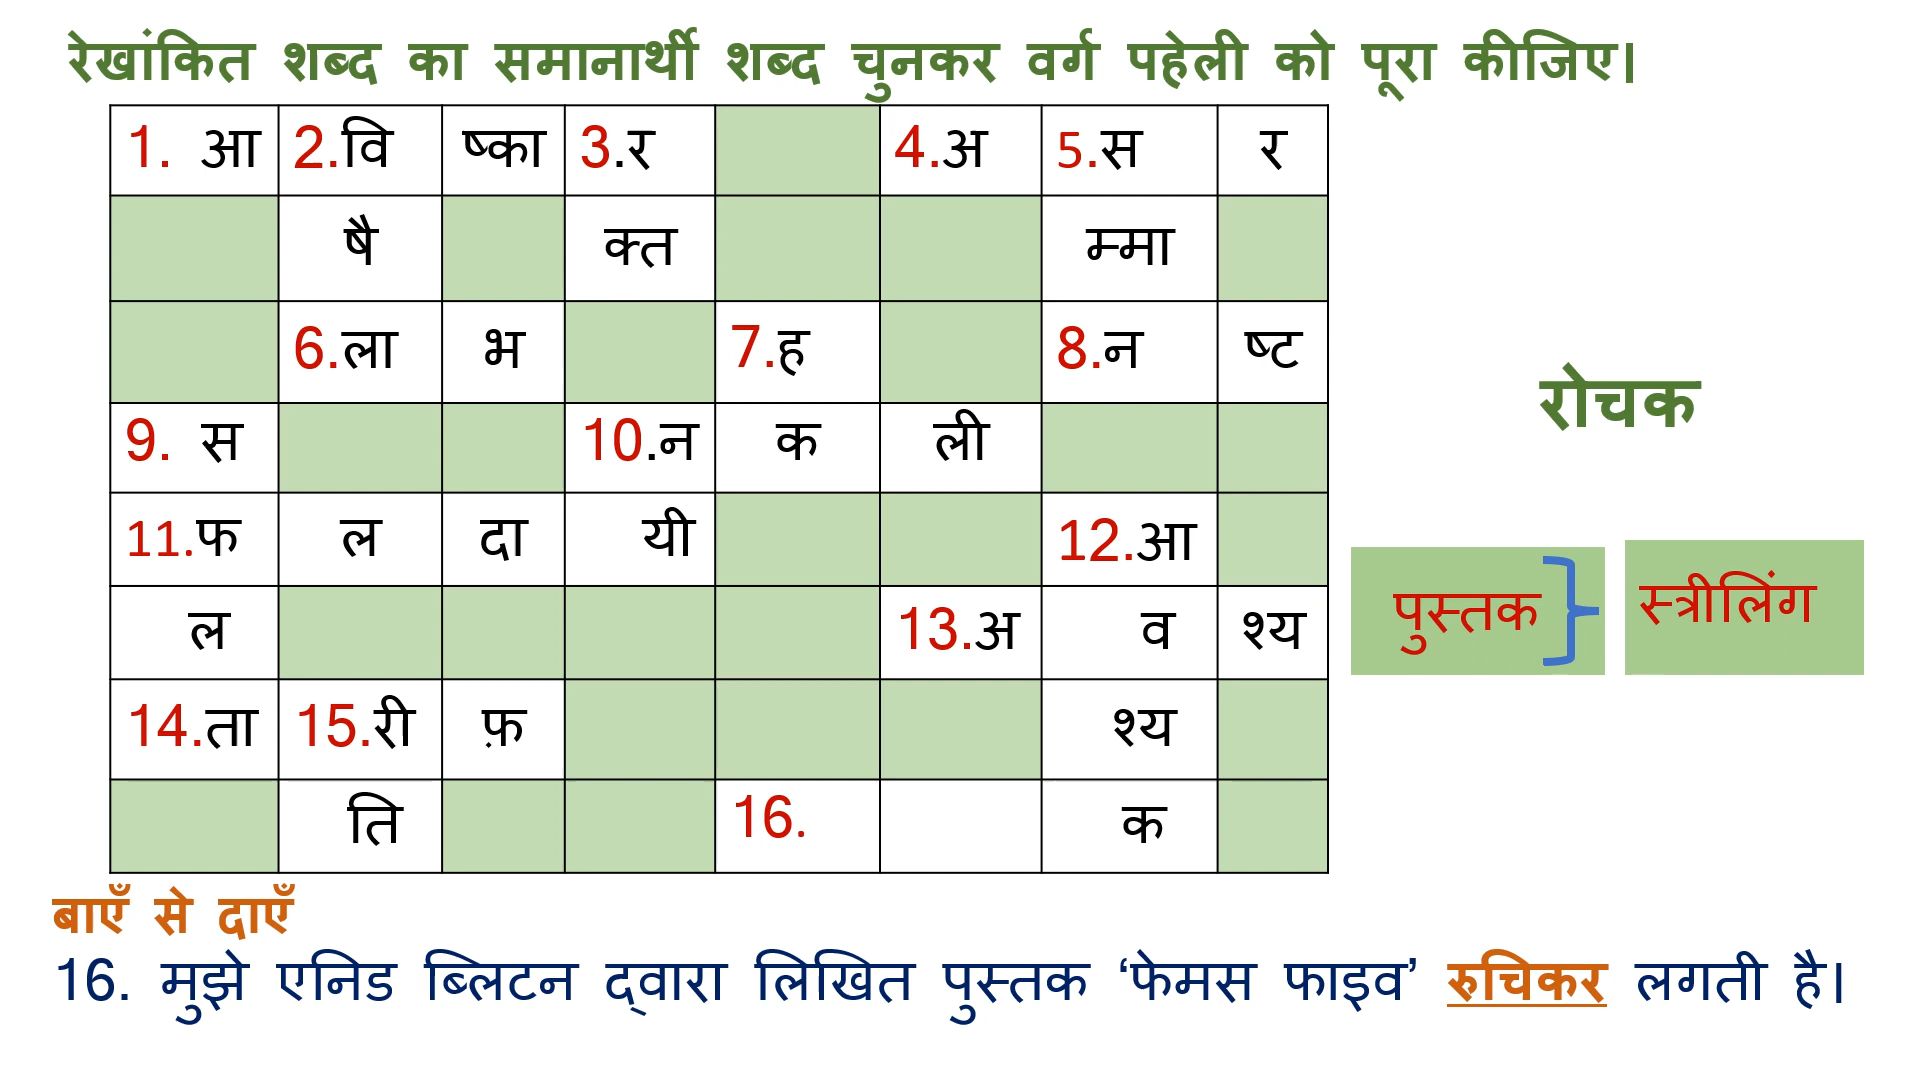 रेखांकित शब्द का समानार्थी शब्द चुनकर वर्ग पहेली को पूरा कीजिए।
1. आ 2.वि ष्का 3.र 4.अ 5.स र
षै क्त म्मा
6.ला भ 7.ह 8.न ष्ट
रोचक
9. स 10.न क ली
11.फ ल दा यी 12.आ
ल 13.अ व श्य
पुस्तक स्त्रीलिंग
14.ता 15.री फ़ श्य
ति 16. क
बाएँ से दाएँ
16. मुझे एनिड ब्लिटन द्वारा लिखित पुस्तक ‘फेमस फाइव’ रुचिकर लगती है।